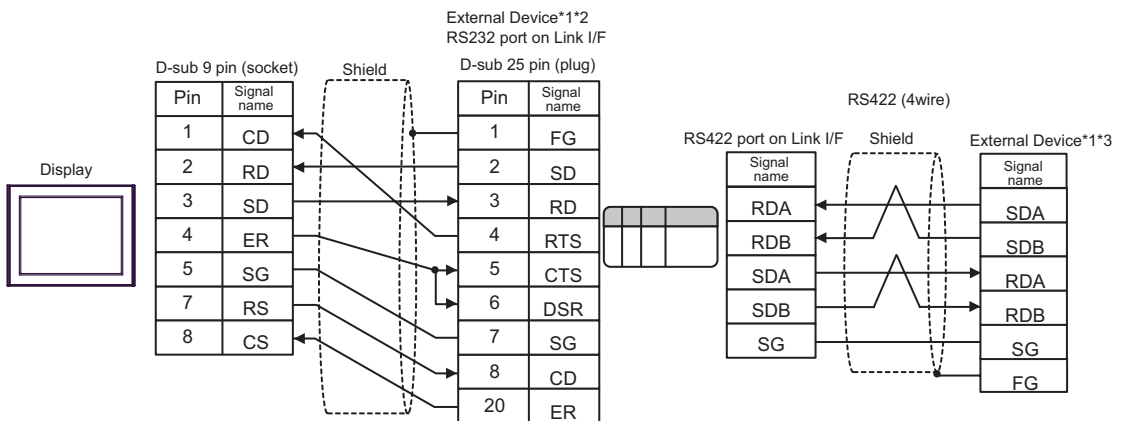 External Device*1*2
RS232 port on Link I/F
D-sub 9 pin (socket)
Shield
D-sub 25 pin (plug)
Pin Signal name
1 CD
2 RD
3 SD
4 ER
5 SG
7 RS
8 CS
Pin Signal name
1 FG
2 SD
3 RD
4 RTS
5 CTS
6 DSR
7 SG
8 CD
20 ER
Display
RS422 (4wire)
RS422 port on Link I/F
Shield
External Device*1*3
Signal name
RDA
RDB
SDA
SDB
SG
Signal name
SDA
SDB
RDA
RDB
SG
FG